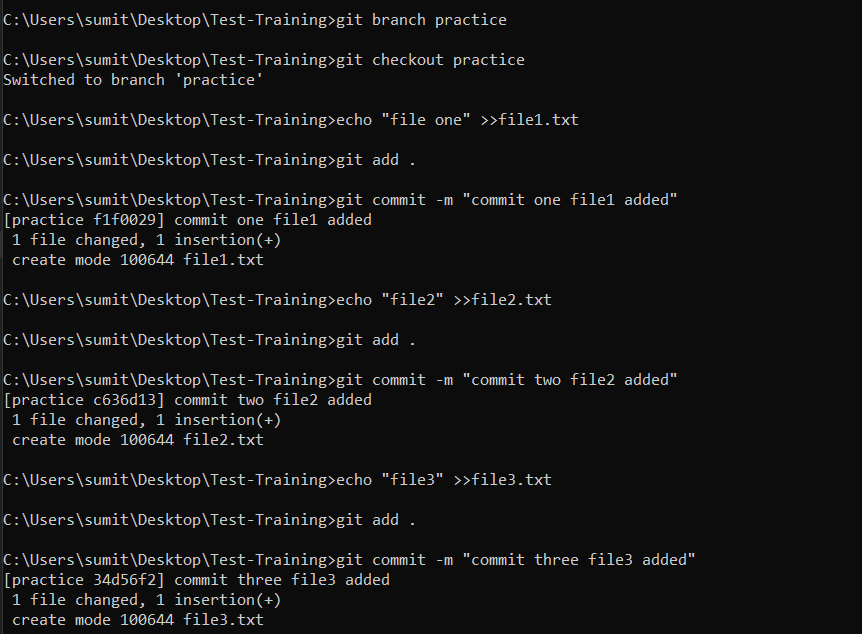 C:\Users\sumit\Desktop\Test-Training>git branch practice
C:\Users\sumit\Desktop\Test-Training>git checkout practice
Switched to branch 'practice'
C:\Users\sumit\Desktop\Test-Training>echo "file one" >>file1.txt
C:\Users\sumit\Desktop\Test-Training>git add .
C:\Users\sumit\Desktop\Test-Training>git commit -m "commit one file1 added"
[practice f1f0029] commit one file1 added
 1 file changed, 1 insertion(+)
 create mode 100644 file1.txt
C:\Users\sumit\Desktop\Test-Training>echo "file2" >>file2.txt
C:\Users\sumit\Desktop\Test-Training>git add .
C:\Users\sumit\Desktop\Test-Training>git commit -m "commit two file2 added"
[practice c636d13] commit two file2 added
 1 file changed, 1 insertion(+)
 create mode 100644 file2.txt
C:\Users\sumit\Desktop\Test-Training>echo "file3" >>file3.txt
C:\Users\sumit\Desktop\Test-Training>git add .
C:\Users\sumit\Desktop\Test-Training>git commit -m "commit three file3 added"
[practice 34d56f2] commit three file3 added
 1 file changed, 1 insertion(+)
 create mode 100644 file3.txt